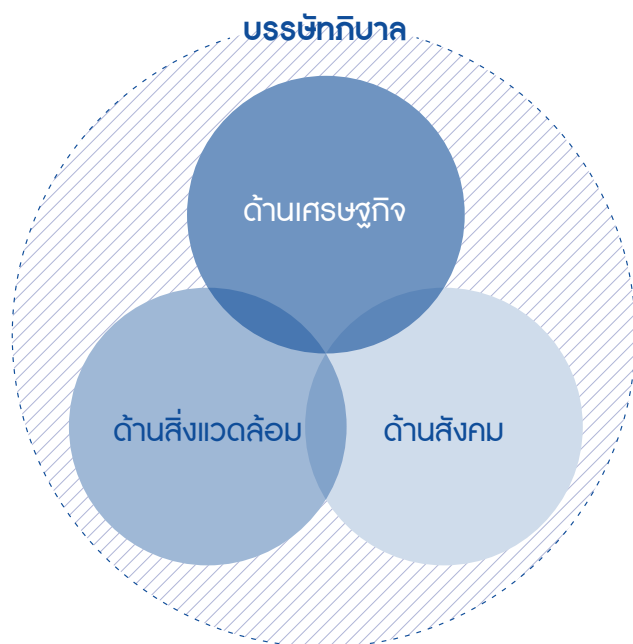 บรรษัทภิบาล
ด้านเศรษฐกิจ
ด้านสิ่งแวดล้อม
ด้านสังคม